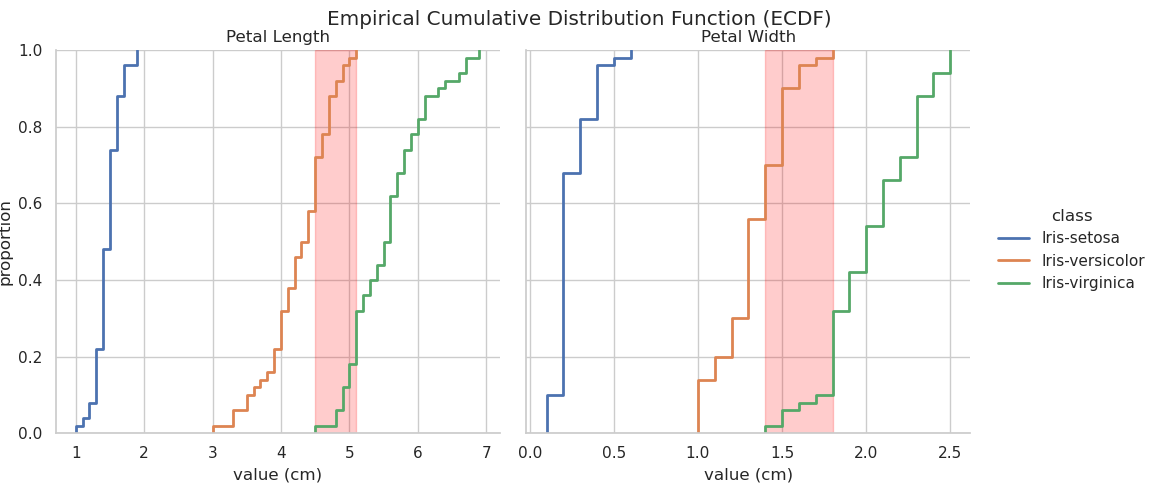 Empirical Cumulative Distribution Function (ECDF)
Petal Length
Petal Width
proportion
1.0
0.8
0.6
0.4
0.2
0.0
1 2 3 4 5 6 7
value (cm)
0.0 0.5 1.0 1.5 2.0 2.5
value (cm)
class
Iris-setosa
Iris-versicolor
Iris-virginica